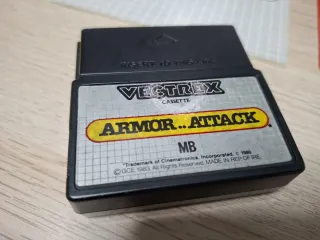 VECTREX
CASSETTE
ARMOR..ATTACK
MB
*Trademark of Cinematronics, Incorporated, © 1980
©GCE 1983 All Rights Reserved. MADE IN REP OF IRE.